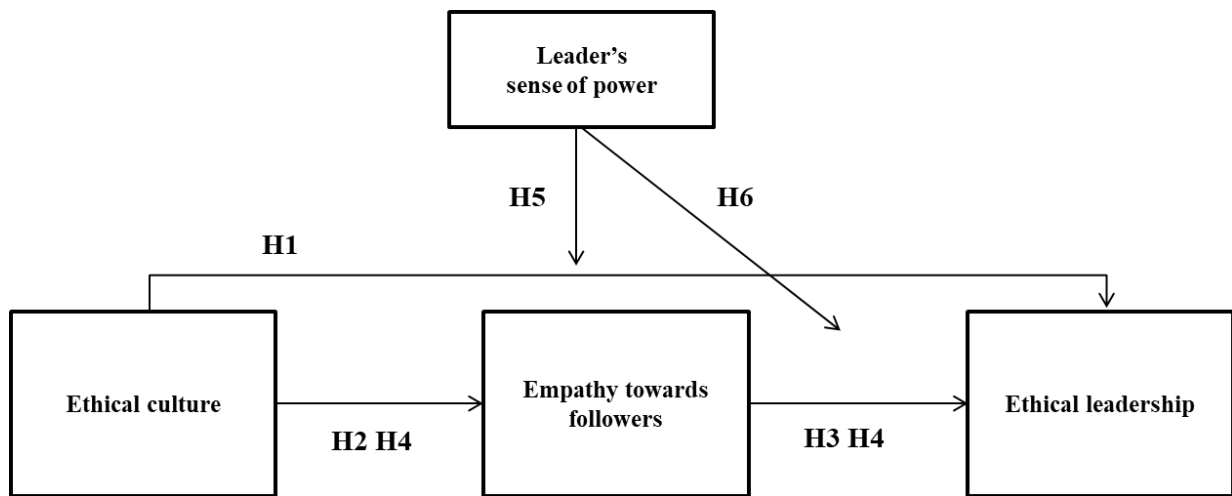 Leader's
sense of power
H5
H6
H1
Ethical culture
Empathy towards
followers
Ethical leadership
H2 H4
H3 H4